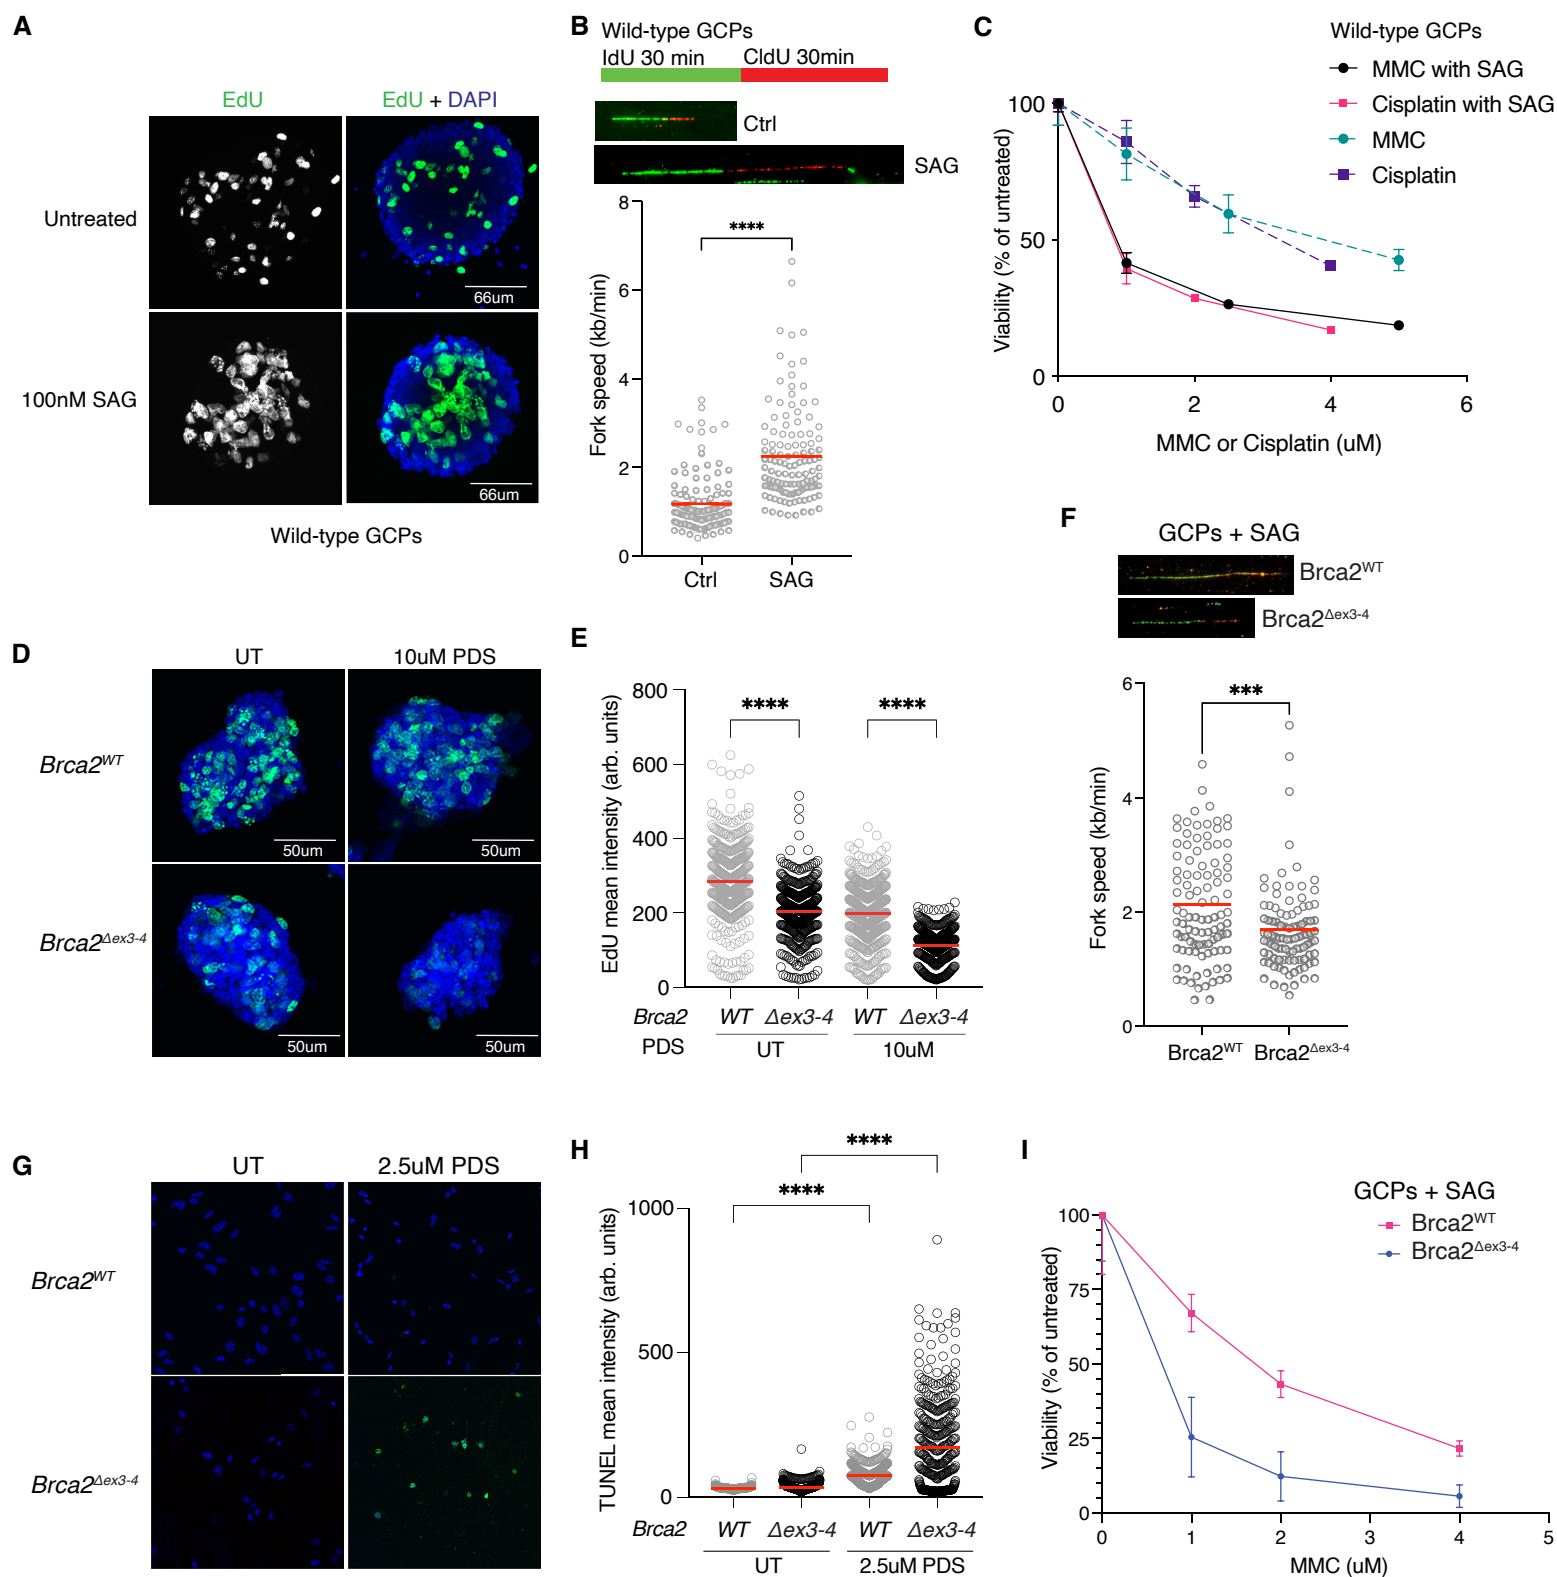 A
EdU
EdU + DAPI
Untreated
66um
100nM SAG
66um
Wild-type GCPs
B
Wild-type GCPs
IdU 30 min
CldU 30min
Ctrl
SAG
****
Fork speed (kb/min)
8
6
4
2
0
Ctrl
SAG
C
Wild-type GCPs
MMC with SAG
Cisplatin with SAG
MMC
Cisplatin
Viability (% of untreated)
100
50
0
0
2
4
6
MMC or Cisplatin (uM)
D
UT
10uM PDS
Brca2WT
50um
50um
Brca2Δex3-4
50um
50um
E
EdU mean intensity (arb. units)
800
600
400
200
0
****
****
Brca2 WT Δex3-4 WT Δex3-4
PDS UT 10uM
F
GCPs + SAG
Brca2WT
Brca2Δex3-4
***
Fork speed (kb/min)
6
4
2
0
Brca2WT Brca2Δex3-4
G
UT
2.5uM PDS
Brca2WT
Brca2Δex3-4
H
****
****
TUNEL mean intensity (arb. units)
1000
500
0
Brca2 WT Δex3-4 WT Δex3-4
UT 2.5uM PDS
I
GCPs + SAG
Brca2WT
Brca2Δex3-4
Viability (% of untreated)
100
75
50
25
0
0
1
2
3
4
5
MMC (uM)